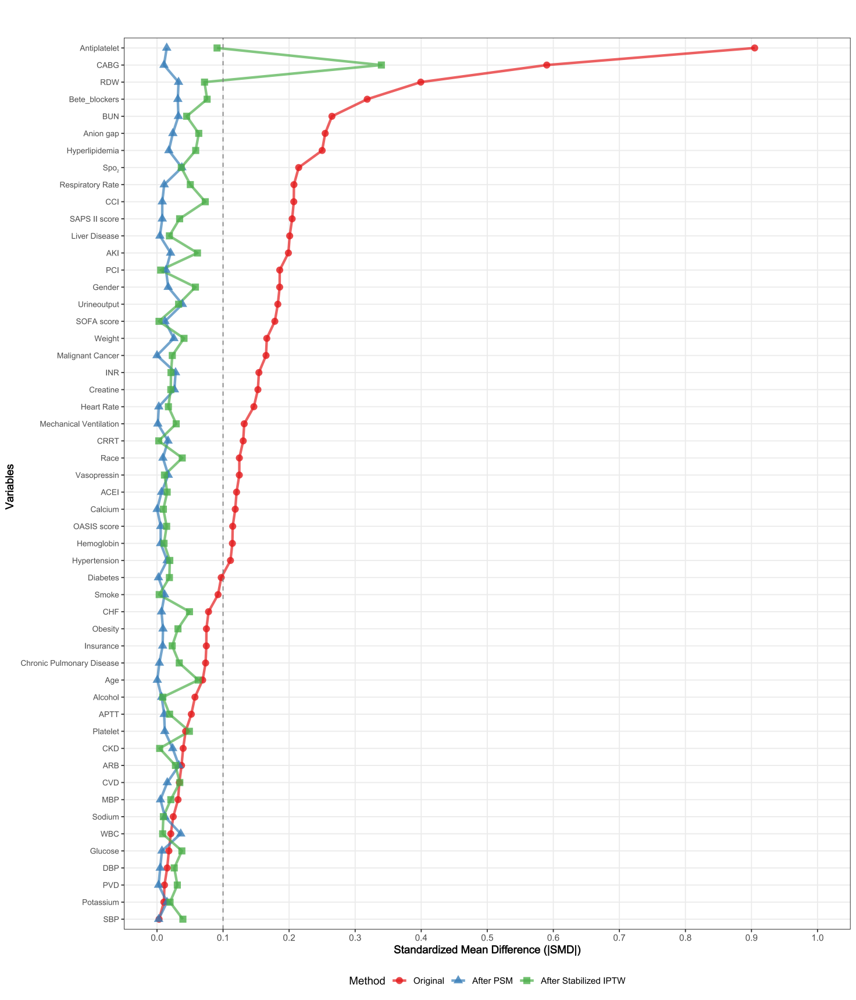 Antiplatelet
CABG
RDW
Bete_blockers
BUN
Anion gap
Hyperlipidemia
Spo₂
Respiratory Rate
CCI
SAPS II score
Liver Disease
AKI
PCI
Gender
Urineoutput
SOFA score
Weight
Malignant Cancer
INR
Creatine
Heart Rate
Mechanical Ventilation
CRRT
Race
Vasopressin
ACEI
Calcium
OASIS score
Hemoglobin
Hypertension
Diabetes
Smoke
CHF
Obesity
Insurance
Chronic Pulmonary Disease
Age
Alcohol
APTT
Platelet
CKD
ARB
CVD
MBP
Sodium
WBC
Glucose
DBP
PVD
Potassium
SBP
Variables
0.0 0.1 0.2 0.3 0.4 0.5 0.6 0.7 0.8 0.9 1.0
Standardized Mean Difference (|SMD|)
Method Original After PSM After Stabilized IPTW